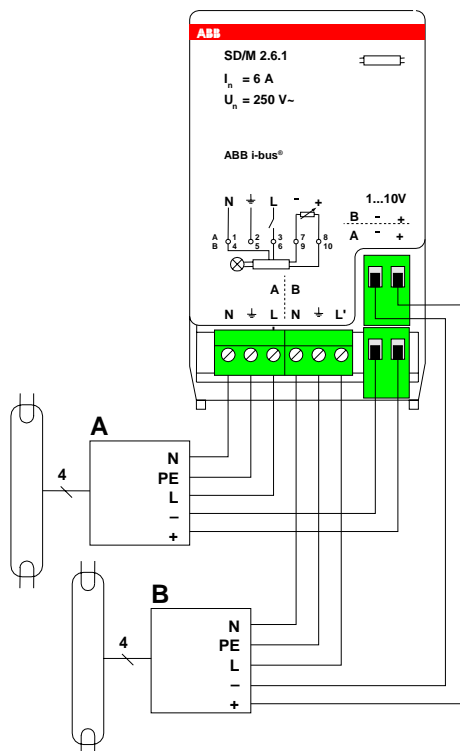 ABB
SD/M 2.6.1
Iₙ = 6 A
Uₙ = 250 V~
ABB i-bus®
N L - +
1...10V
B - +
A - +
A 1 2 3 7 8
B 4 5 6 9 10
A B
N L N L'
A
N
PE
L
–
+
4
B
N
PE
L
–
+
4